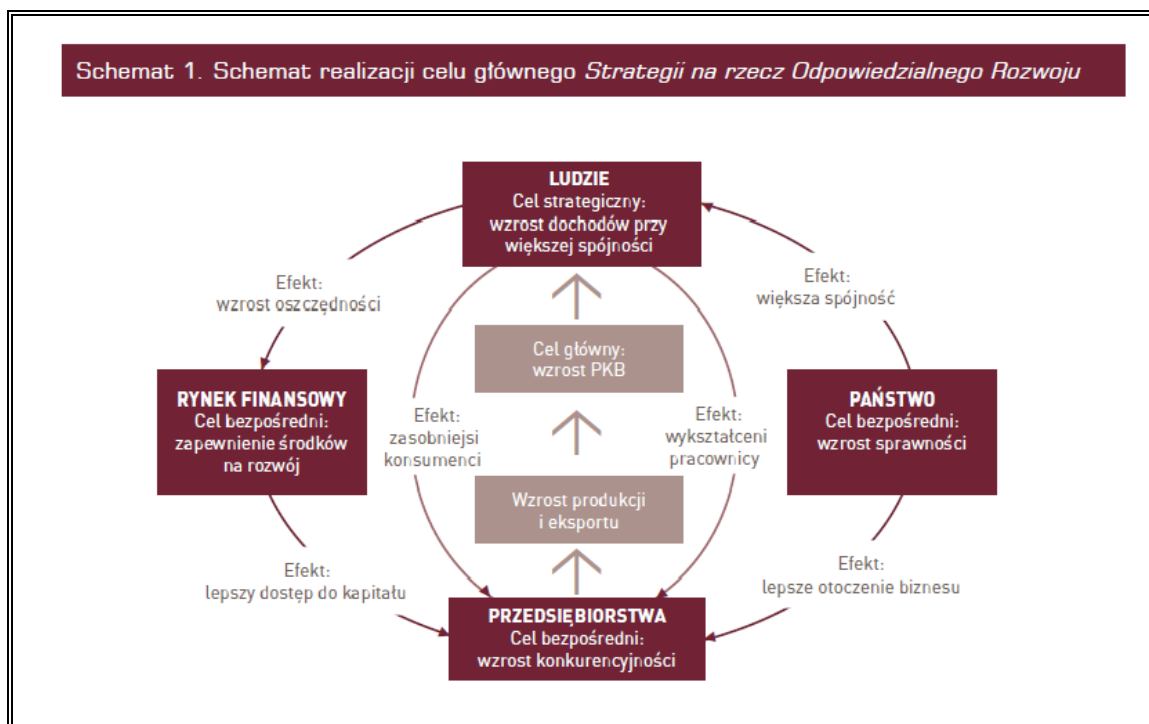 Schemat 1. Schemat realizacji celu głównego Strategii na rzecz Odpowiedzialnego Rozwoju
LUDZIE
Cel strategiczny:
wzrost dochodów przy
większej spójności
Efekt:
wzrost oszczędności
Efekt:
większa spójność
Cel główny:
wzrost PKB
RYNEK FINANSOWY
Cel bezpośredni:
zapewnienie środków
na rozwój
Efekt:
zasobniejsi
konsumenci
Efekt:
wykształceni
pracownicy
PAŃSTWO
Cel bezpośredni:
wzrost sprawności
Wzrost produkcji
i eksportu
Efekt:
lepszy dostęp do kapitału
Efekt:
lepsze otoczenie biznesu
PRZEDSIĘBIORSTWA
Cel bezpośredni:
wzrost konkurencyjności